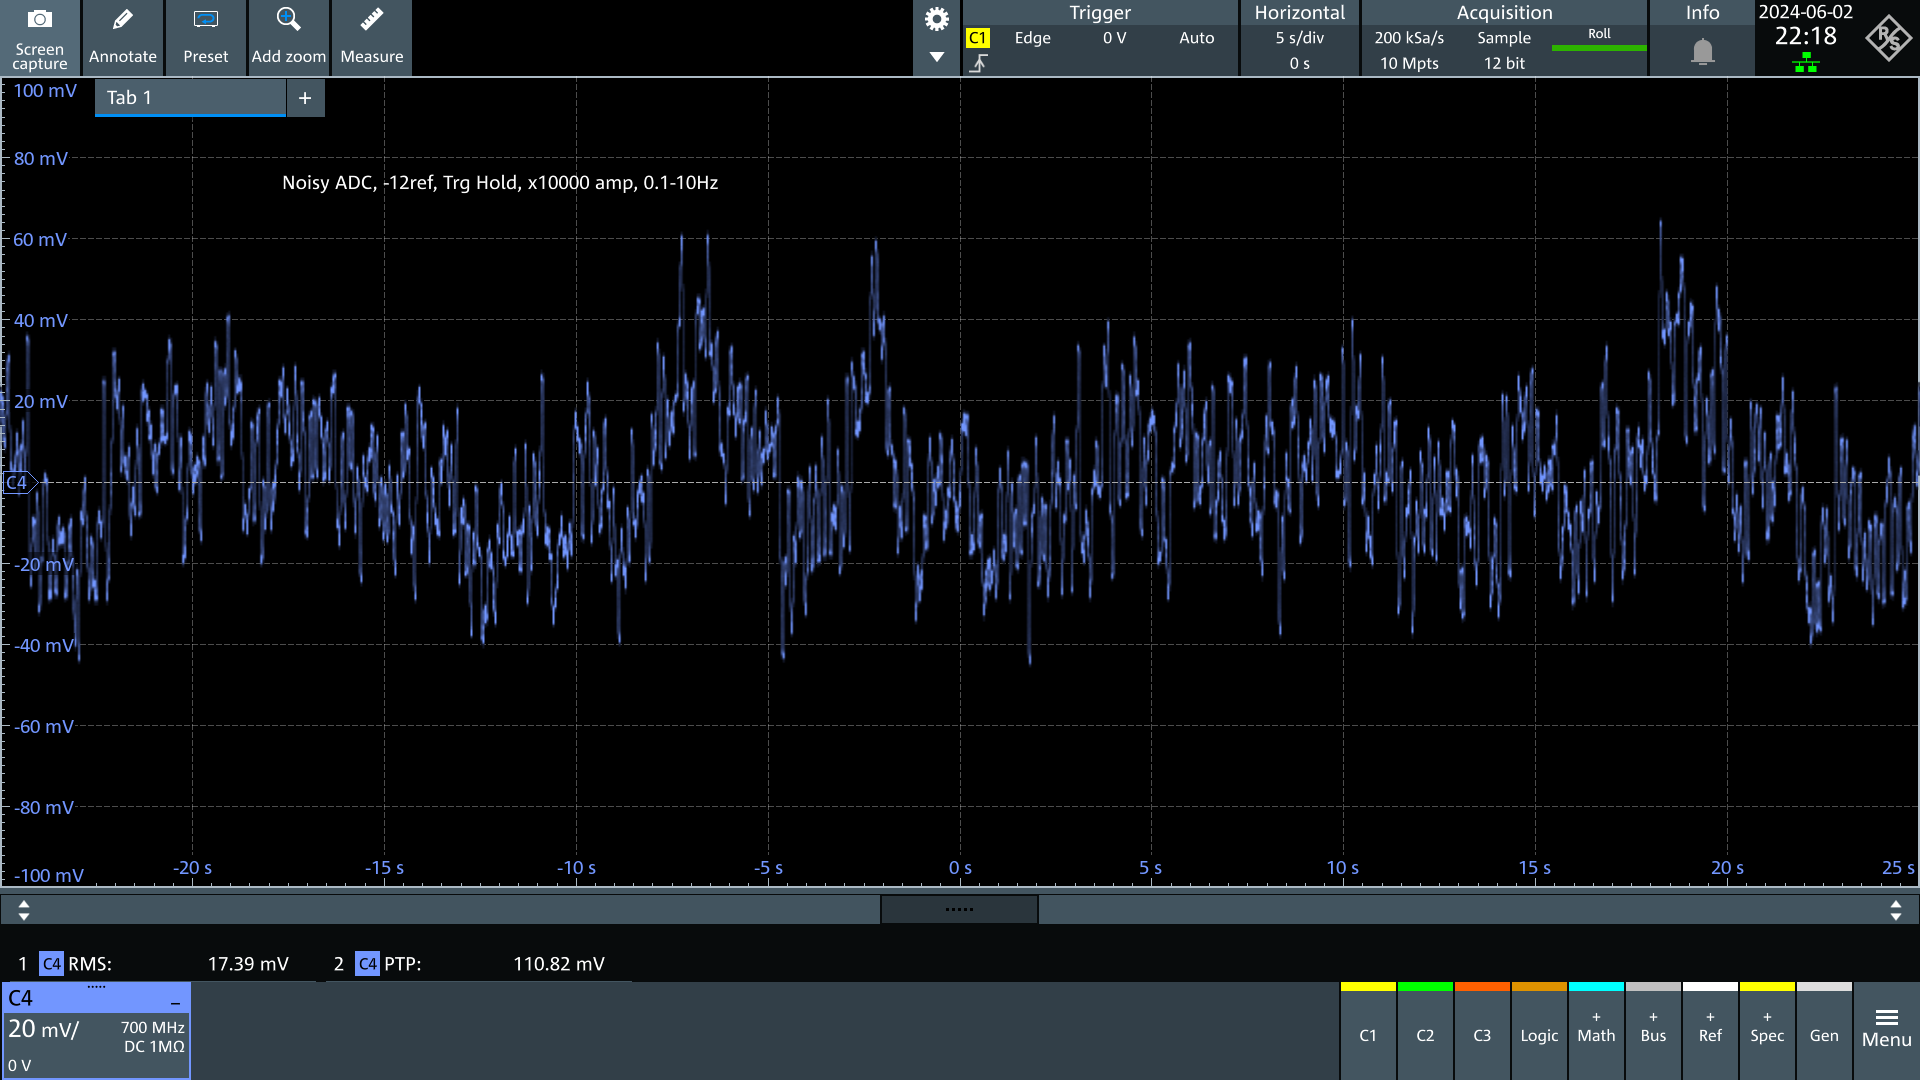 Screen capture
Annotate
Preset
Add zoom
Measure
Trigger
C1 Edge 0 V Auto
Horizontal
5 s/div
0 s
Acquisition
200 kSa/s Sample Roll
10 Mpts 12 bit
Info
2024-06-02
22:18
R&S
Tab 1 +
Noisy ADC, -12ref, Trg Hold, x10000 amp, 0.1-10Hz
100 mV
80 mV
60 mV
40 mV
20 mV
C4
-20 mV
-40 mV
-60 mV
-80 mV
-100 mV
-20 s -15 s -10 s -5 s 0 s 5 s 10 s 15 s 20 s 25 s
1 C4 RMS: 17.39 mV 2 C4 PTP: 110.82 mV
C4
20 mV/ 700 MHz
DC 1MΩ
0 V
C1
C2
C3
Logic
+ Math
+ Bus
+ Ref
+ Spec
Gen
Menu